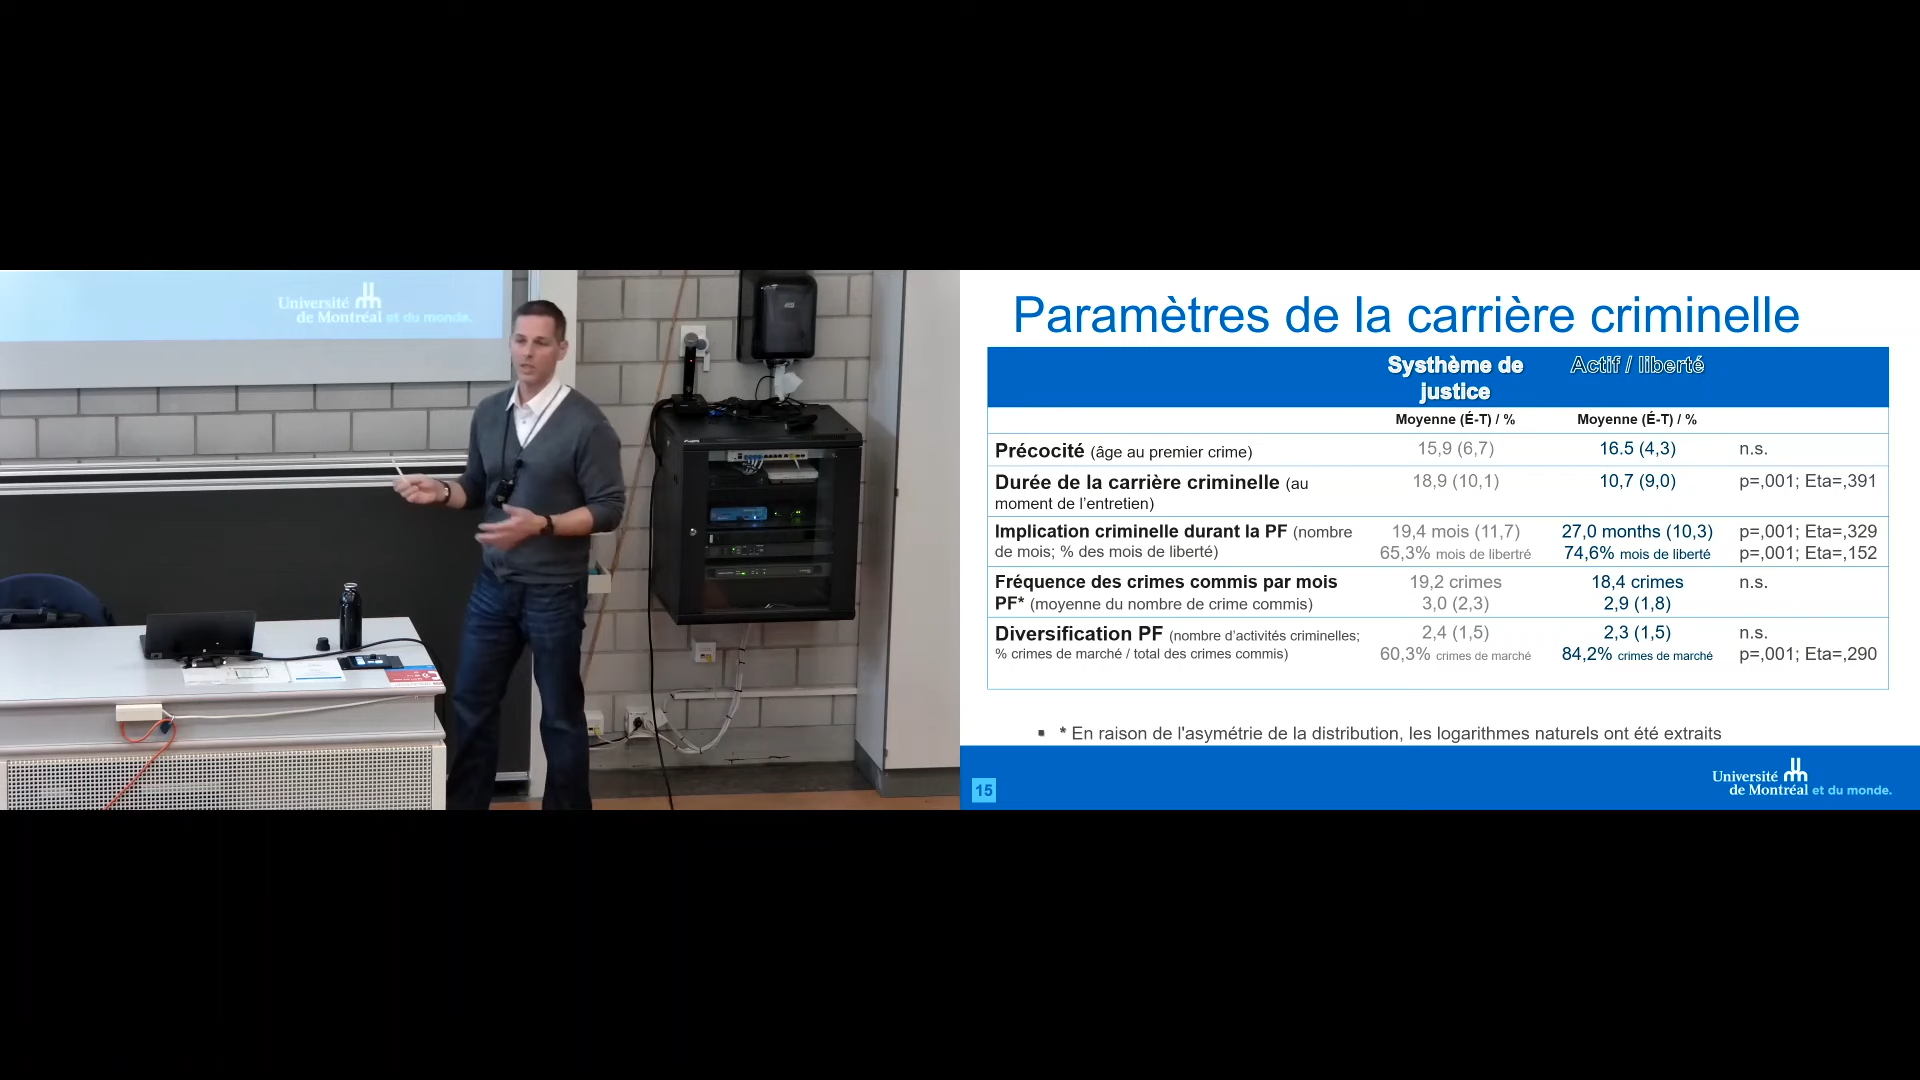 Université
de Montréal et du monde.
Paramètres de la carrière criminelle
Systhème de
justice
Actif / liberté
Moyenne (É-T) / %
Moyenne (É-T) / %
Précocité (âge au premier crime)
15,9 (6,7)
16.5 (4,3)
n.s.
Durée de la carrière criminelle (au
moment de l'entretien)
18,9 (10,1)
10,7 (9,0)
p=,001; Eta=,391
Implication criminelle durant la PF (nombre
de mois; % des mois de liberté)
19,4 mois (11,7)
65,3% mois de libertré
27,0 months (10,3)
74,6% mois de liberté
p=,001; Eta=,329
p=,001; Eta=,152
Fréquence des crimes commis par mois
PF* (moyenne du nombre de crime commis)
19,2 crimes
3,0 (2,3)
18,4 crimes
2,9 (1,8)
n.s.
Diversification PF (nombre d'activités criminelles;
% crimes de marché / total des crimes commis)
2,4 (1,5)
60,3% crimes de marché
2,3 (1,5)
84,2% crimes de marché
n.s.
p=,001; Eta=,290
▪ * En raison de l'asymétrie de la distribution, les logarithmes naturels ont été extraits
15
Université
de Montréal et du monde.